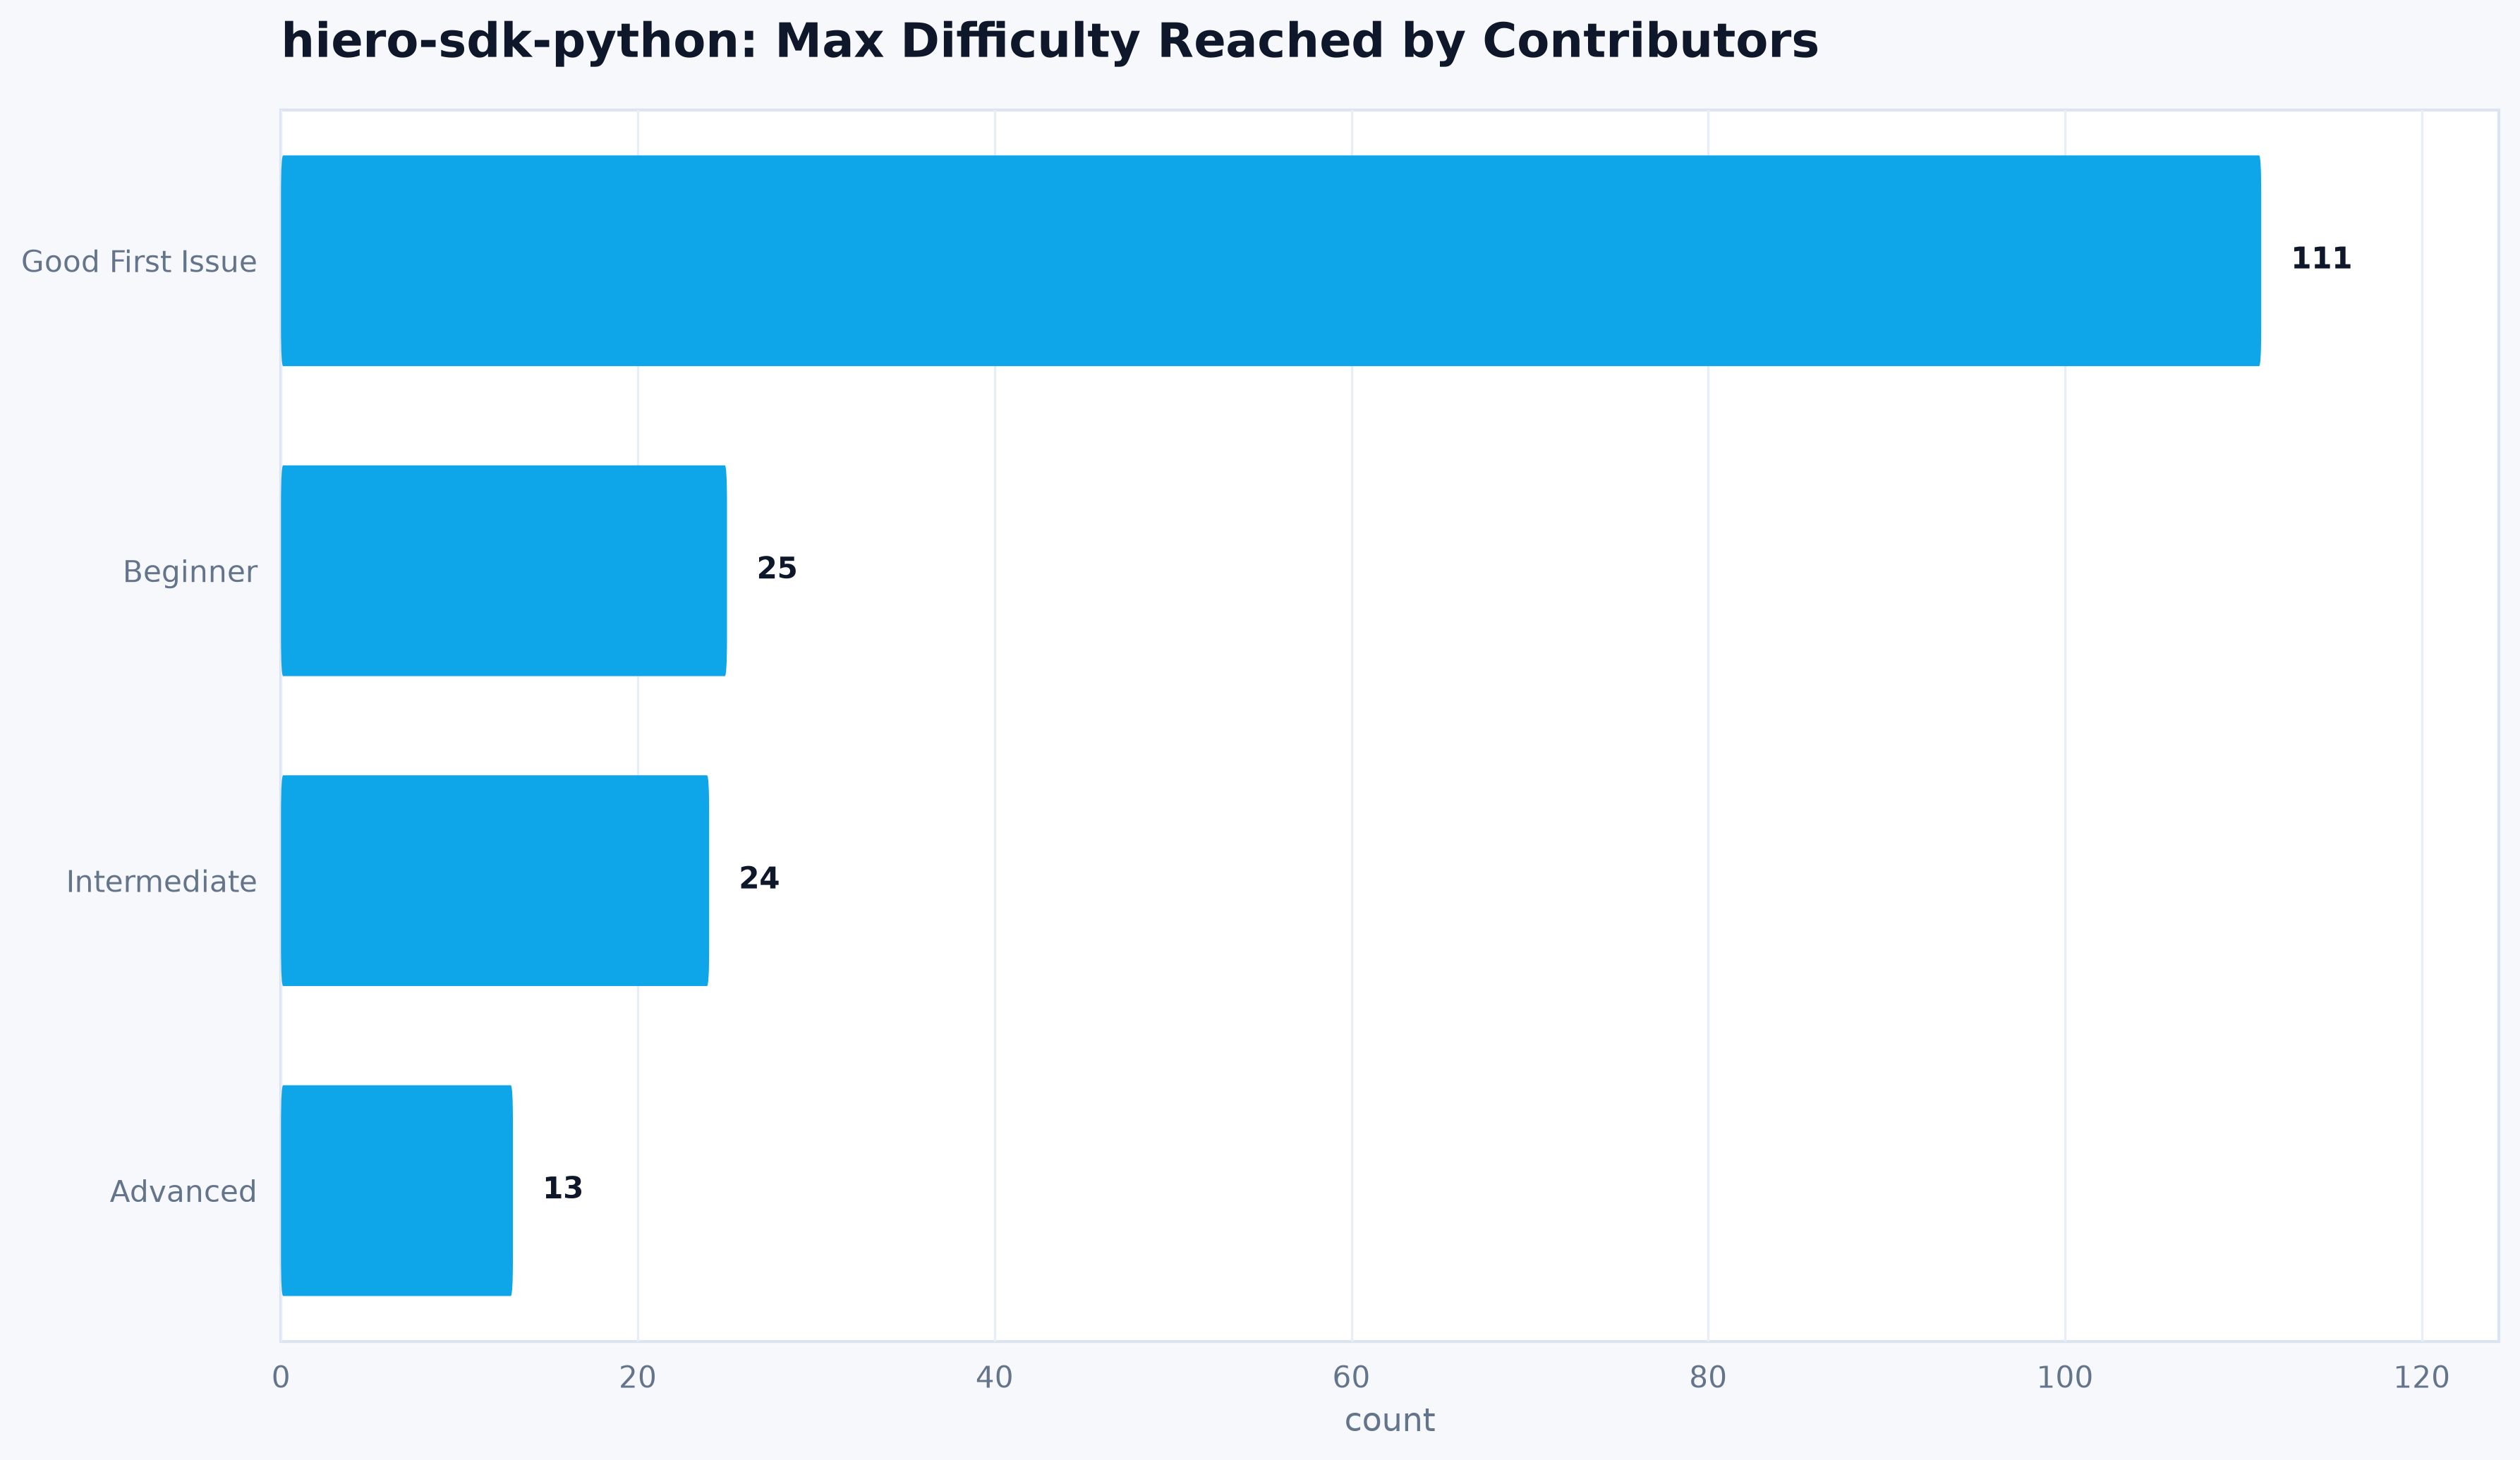 hiero-sdk-python: Max Difficulty Reached by Contributors
Good First Issue
111
Beginner
25
Intermediate
24
Advanced
13
0 20 40 60 80 100 120
count